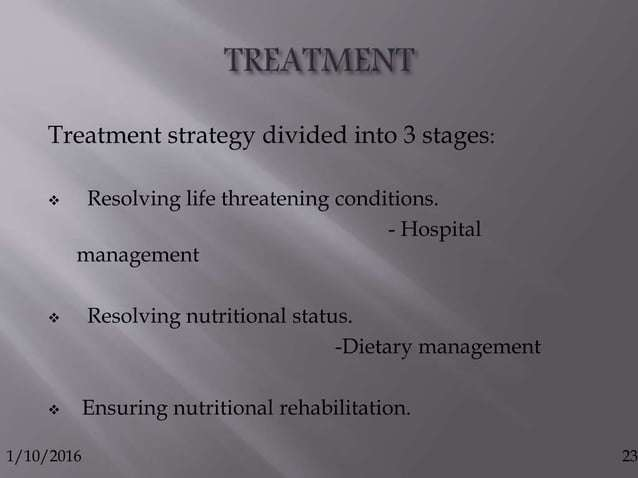 TREATMENT
Treatment strategy divided into 3 stages:
❖ Resolving life threatening conditions.
- Hospital
management
❖ Resolving nutritional status.
-Dietary management
❖ Ensuring nutritional rehabilitation.
1/10/2016 23